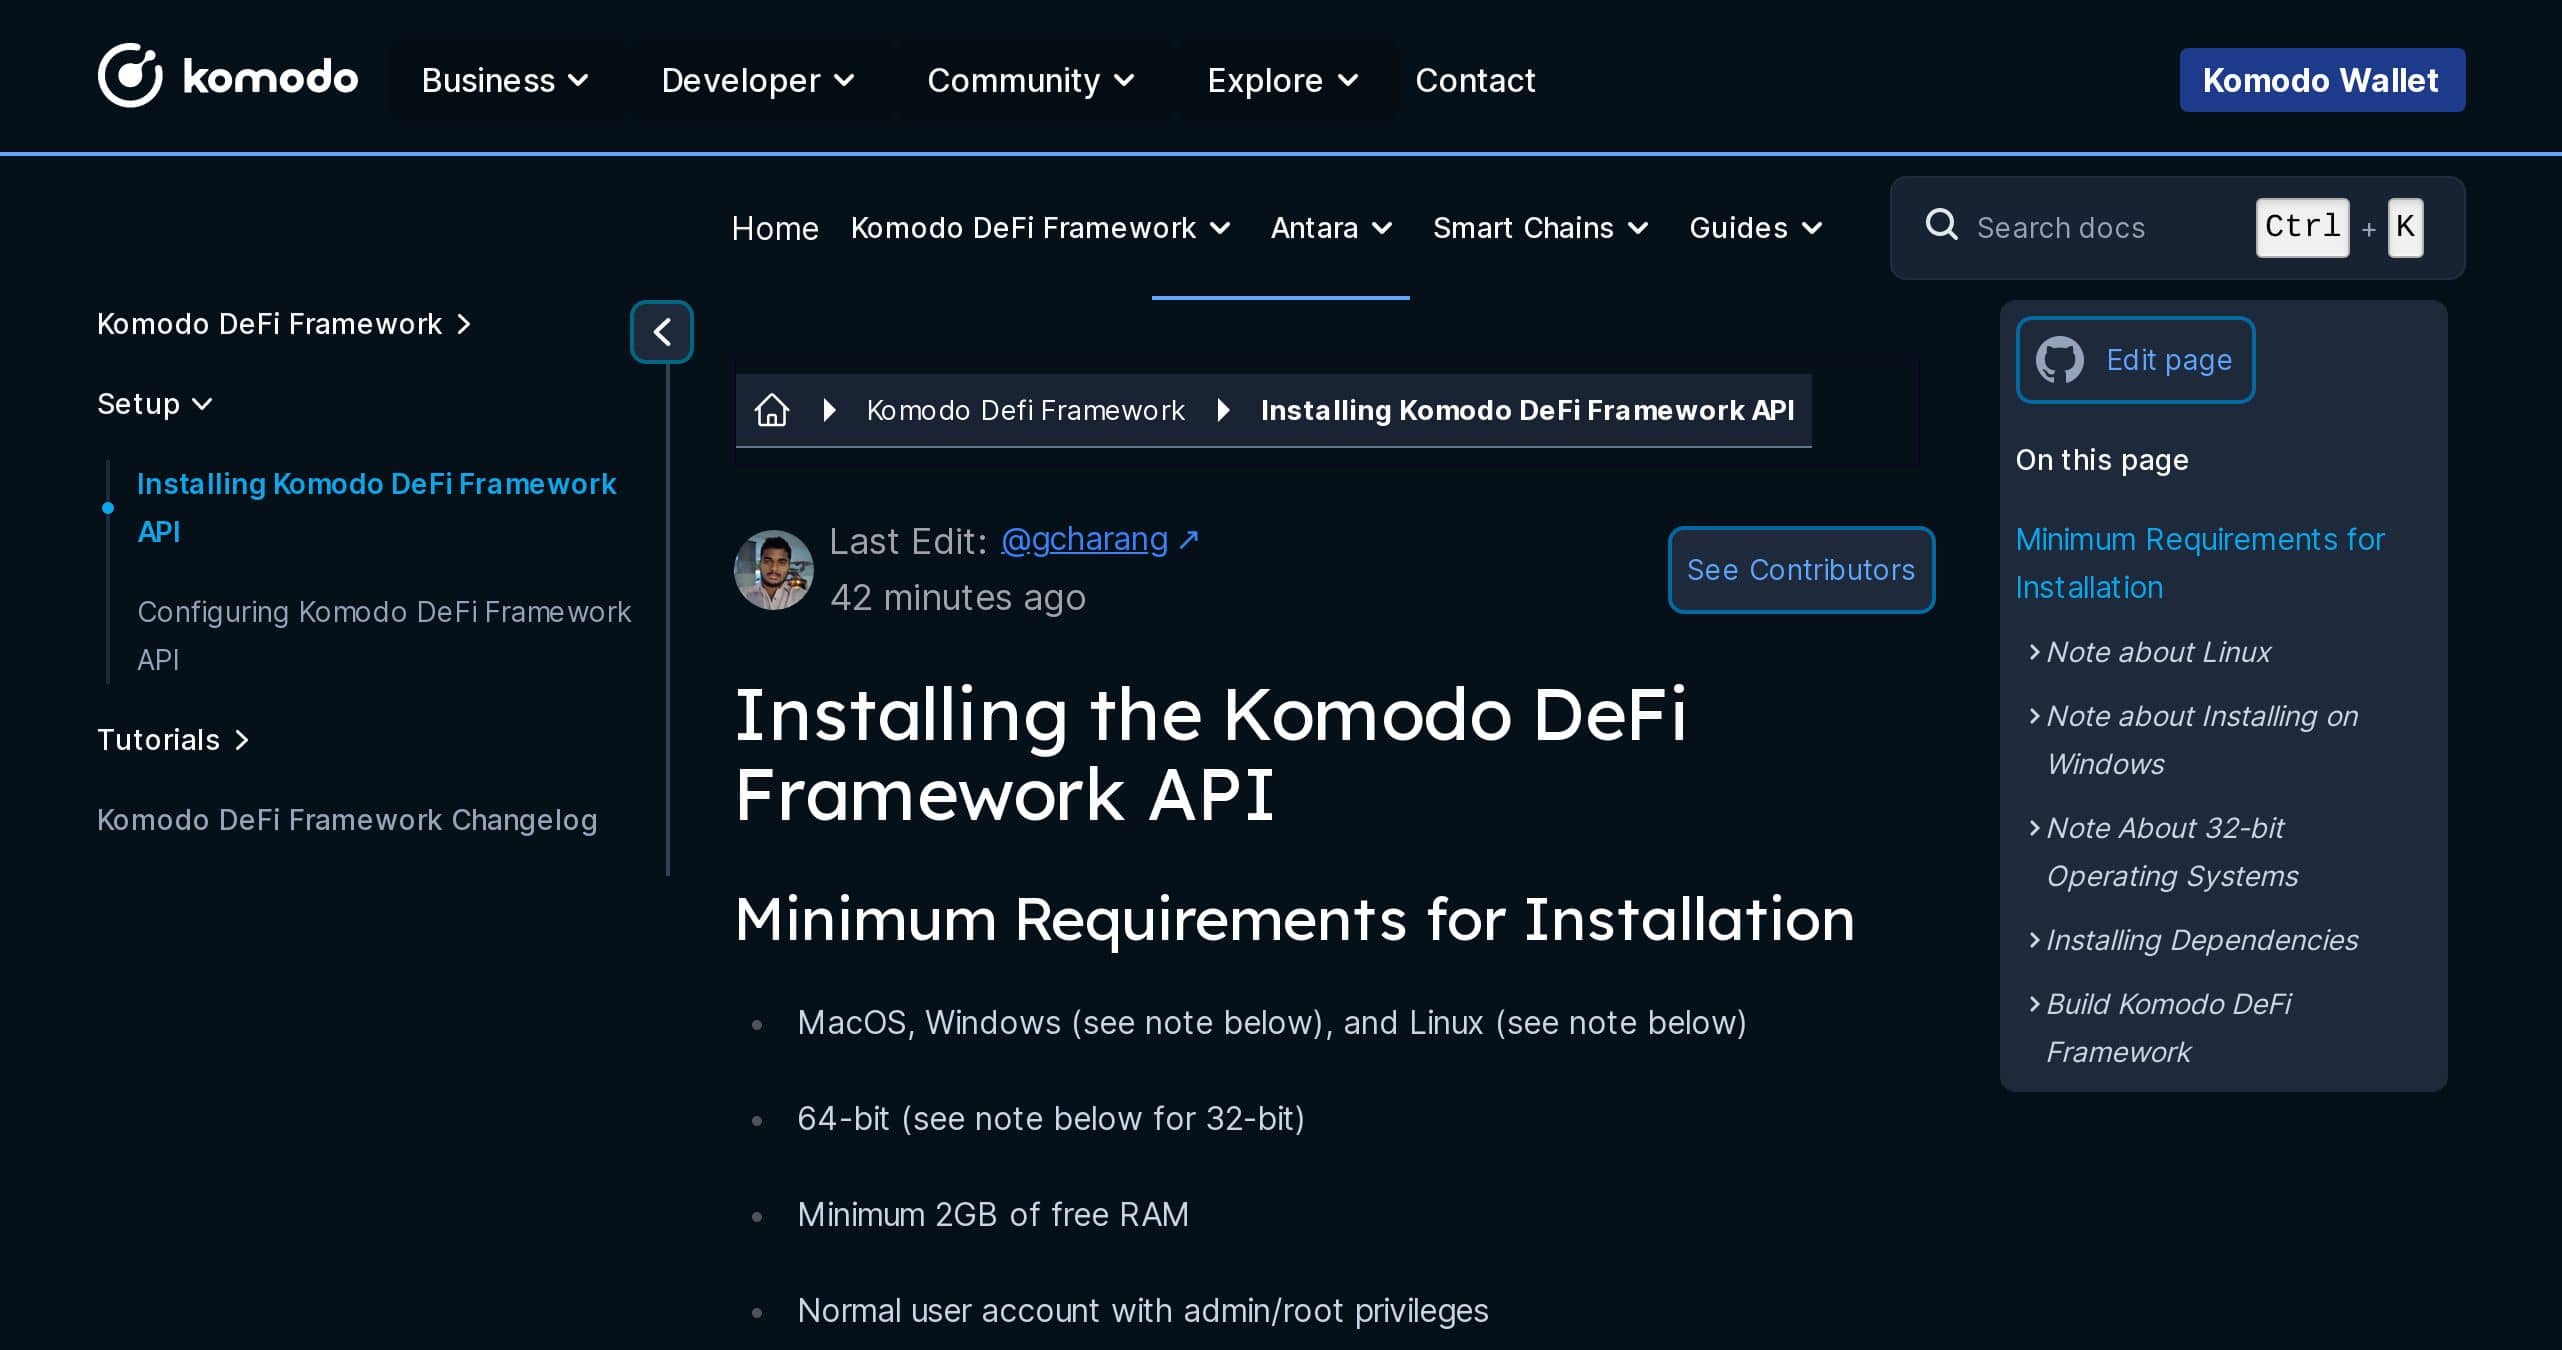 komodo
Business
Developer
Community
Explore
Contact
Komodo Wallet
Home
Komodo DeFi Framework
Antara
Smart Chains
Guides
Search docs
Ctrl + K
Komodo DeFi Framework
Setup
Installing Komodo DeFi Framework
API
Configuring Komodo DeFi Framework
API
Tutorials
Komodo DeFi Framework Changelog
Komodo Defi Framework
Installing Komodo DeFi Framework API
Last Edit: @gcharang ↗
42 minutes ago
See Contributors
Installing the Komodo DeFi
Framework API
Minimum Requirements for Installation
• MacOS, Windows (see note below), and Linux (see note below)
• 64-bit (see note below for 32-bit)
• Minimum 2GB of free RAM
• Normal user account with admin/root privileges
Edit page
On this page
Minimum Requirements for
Installation
Note about Linux
Note about Installing on
Windows
Note About 32-bit
Operating Systems
Installing Dependencies
Build Komodo DeFi
Framework